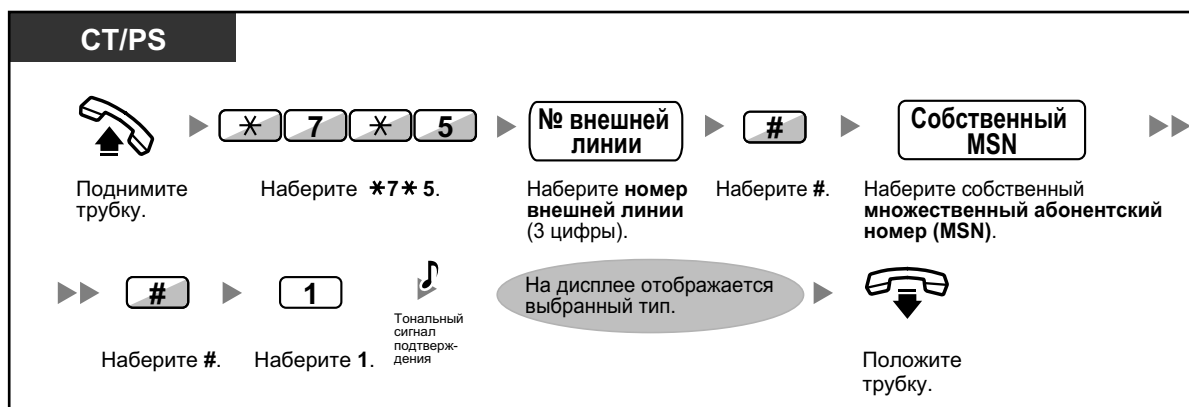 CT/PS
✳ 7 ✳ 5
№ внешней
линии
#
Собственный
MSN
Поднимите
трубку.
Наберите ✳7✳ 5.
Наберите номер
внешней линии
(3 цифры).
Наберите #.
Наберите собственный
множественный абонентский
номер (MSN).
#
1
Тональный
сигнал
подтверж-
дения
На дисплее отображается
выбранный тип.
Наберите #.
Наберите 1.
Положите
трубку.